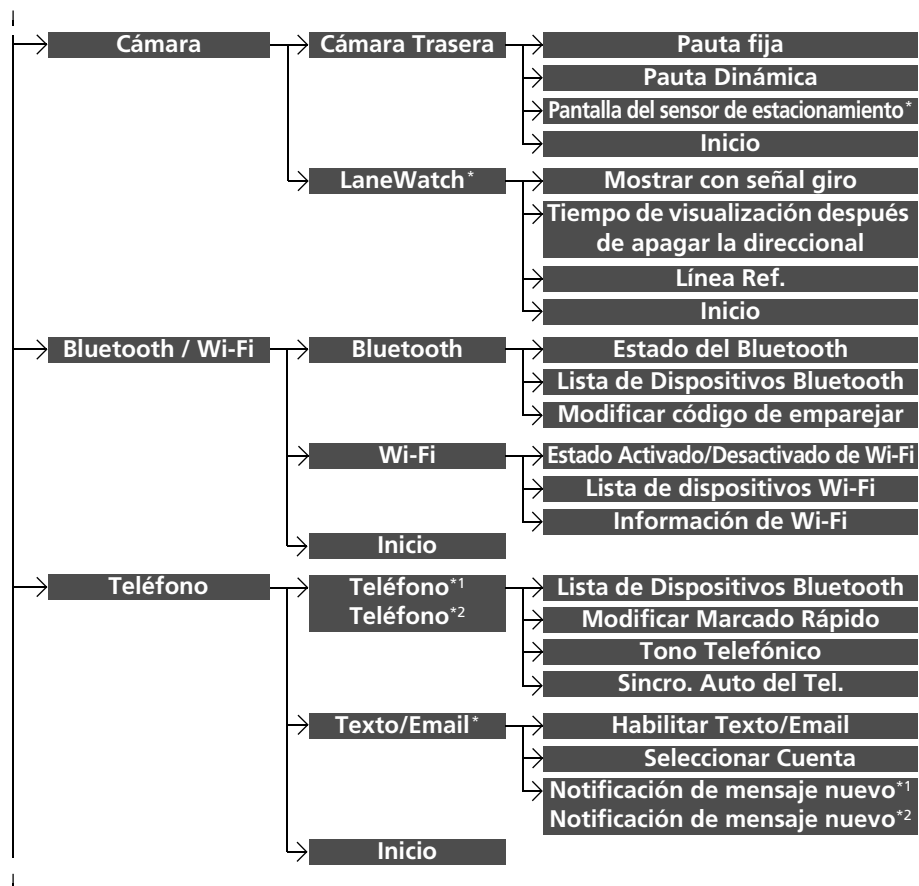 Cámara
Cámara Trasera
Pauta fija
Pauta Dinámica
Pantalla del sensor de estacionamiento*
Inicio
LaneWatch*
Mostrar con señal giro
Tiempo de visualización después
de apagar la direccional
Línea Ref.
Inicio
Bluetooth / Wi-Fi
Bluetooth
Estado del Bluetooth
Lista de Dispositivos Bluetooth
Modificar código de emparejar
Wi-Fi
Estado Activado/Desactivado de Wi-Fi
Lista de dispositivos Wi-Fi
Información de Wi-Fi
Inicio
Teléfono
Teléfono*1
Teléfono*2
Lista de Dispositivos Bluetooth
Modificar Marcado Rápido
Tono Telefónico
Sincro. Auto del Tel.
Texto/Email*
Habilitar Texto/Email
Seleccionar Cuenta
Notificación de mensaje nuevo*1
Notificación de mensaje nuevo*2
Inicio